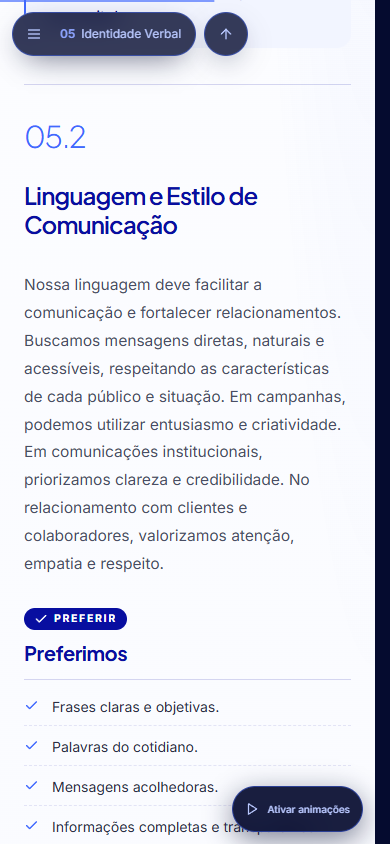 05 Identidade Verbal
05.2
Linguagem e Estilo de
Comunicação
Nossa linguagem deve facilitar a
comunicação e fortalecer relacionamentos.
Buscamos mensagens diretas, naturais e
acessíveis, respeitando as características
de cada público e situação. Em campanhas,
podemos utilizar entusiasmo e criatividade.
Em comunicações institucionais,
priorizamos clareza e credibilidade. No
relacionamento com clientes e
colaboradores, valorizamos atenção,
empatia e respeito.
PREFERIR
Preferimos
Frases claras e objetivas.
Palavras do cotidiano.
Mensagens acolhedoras.
Ativar animações
Informações completas e